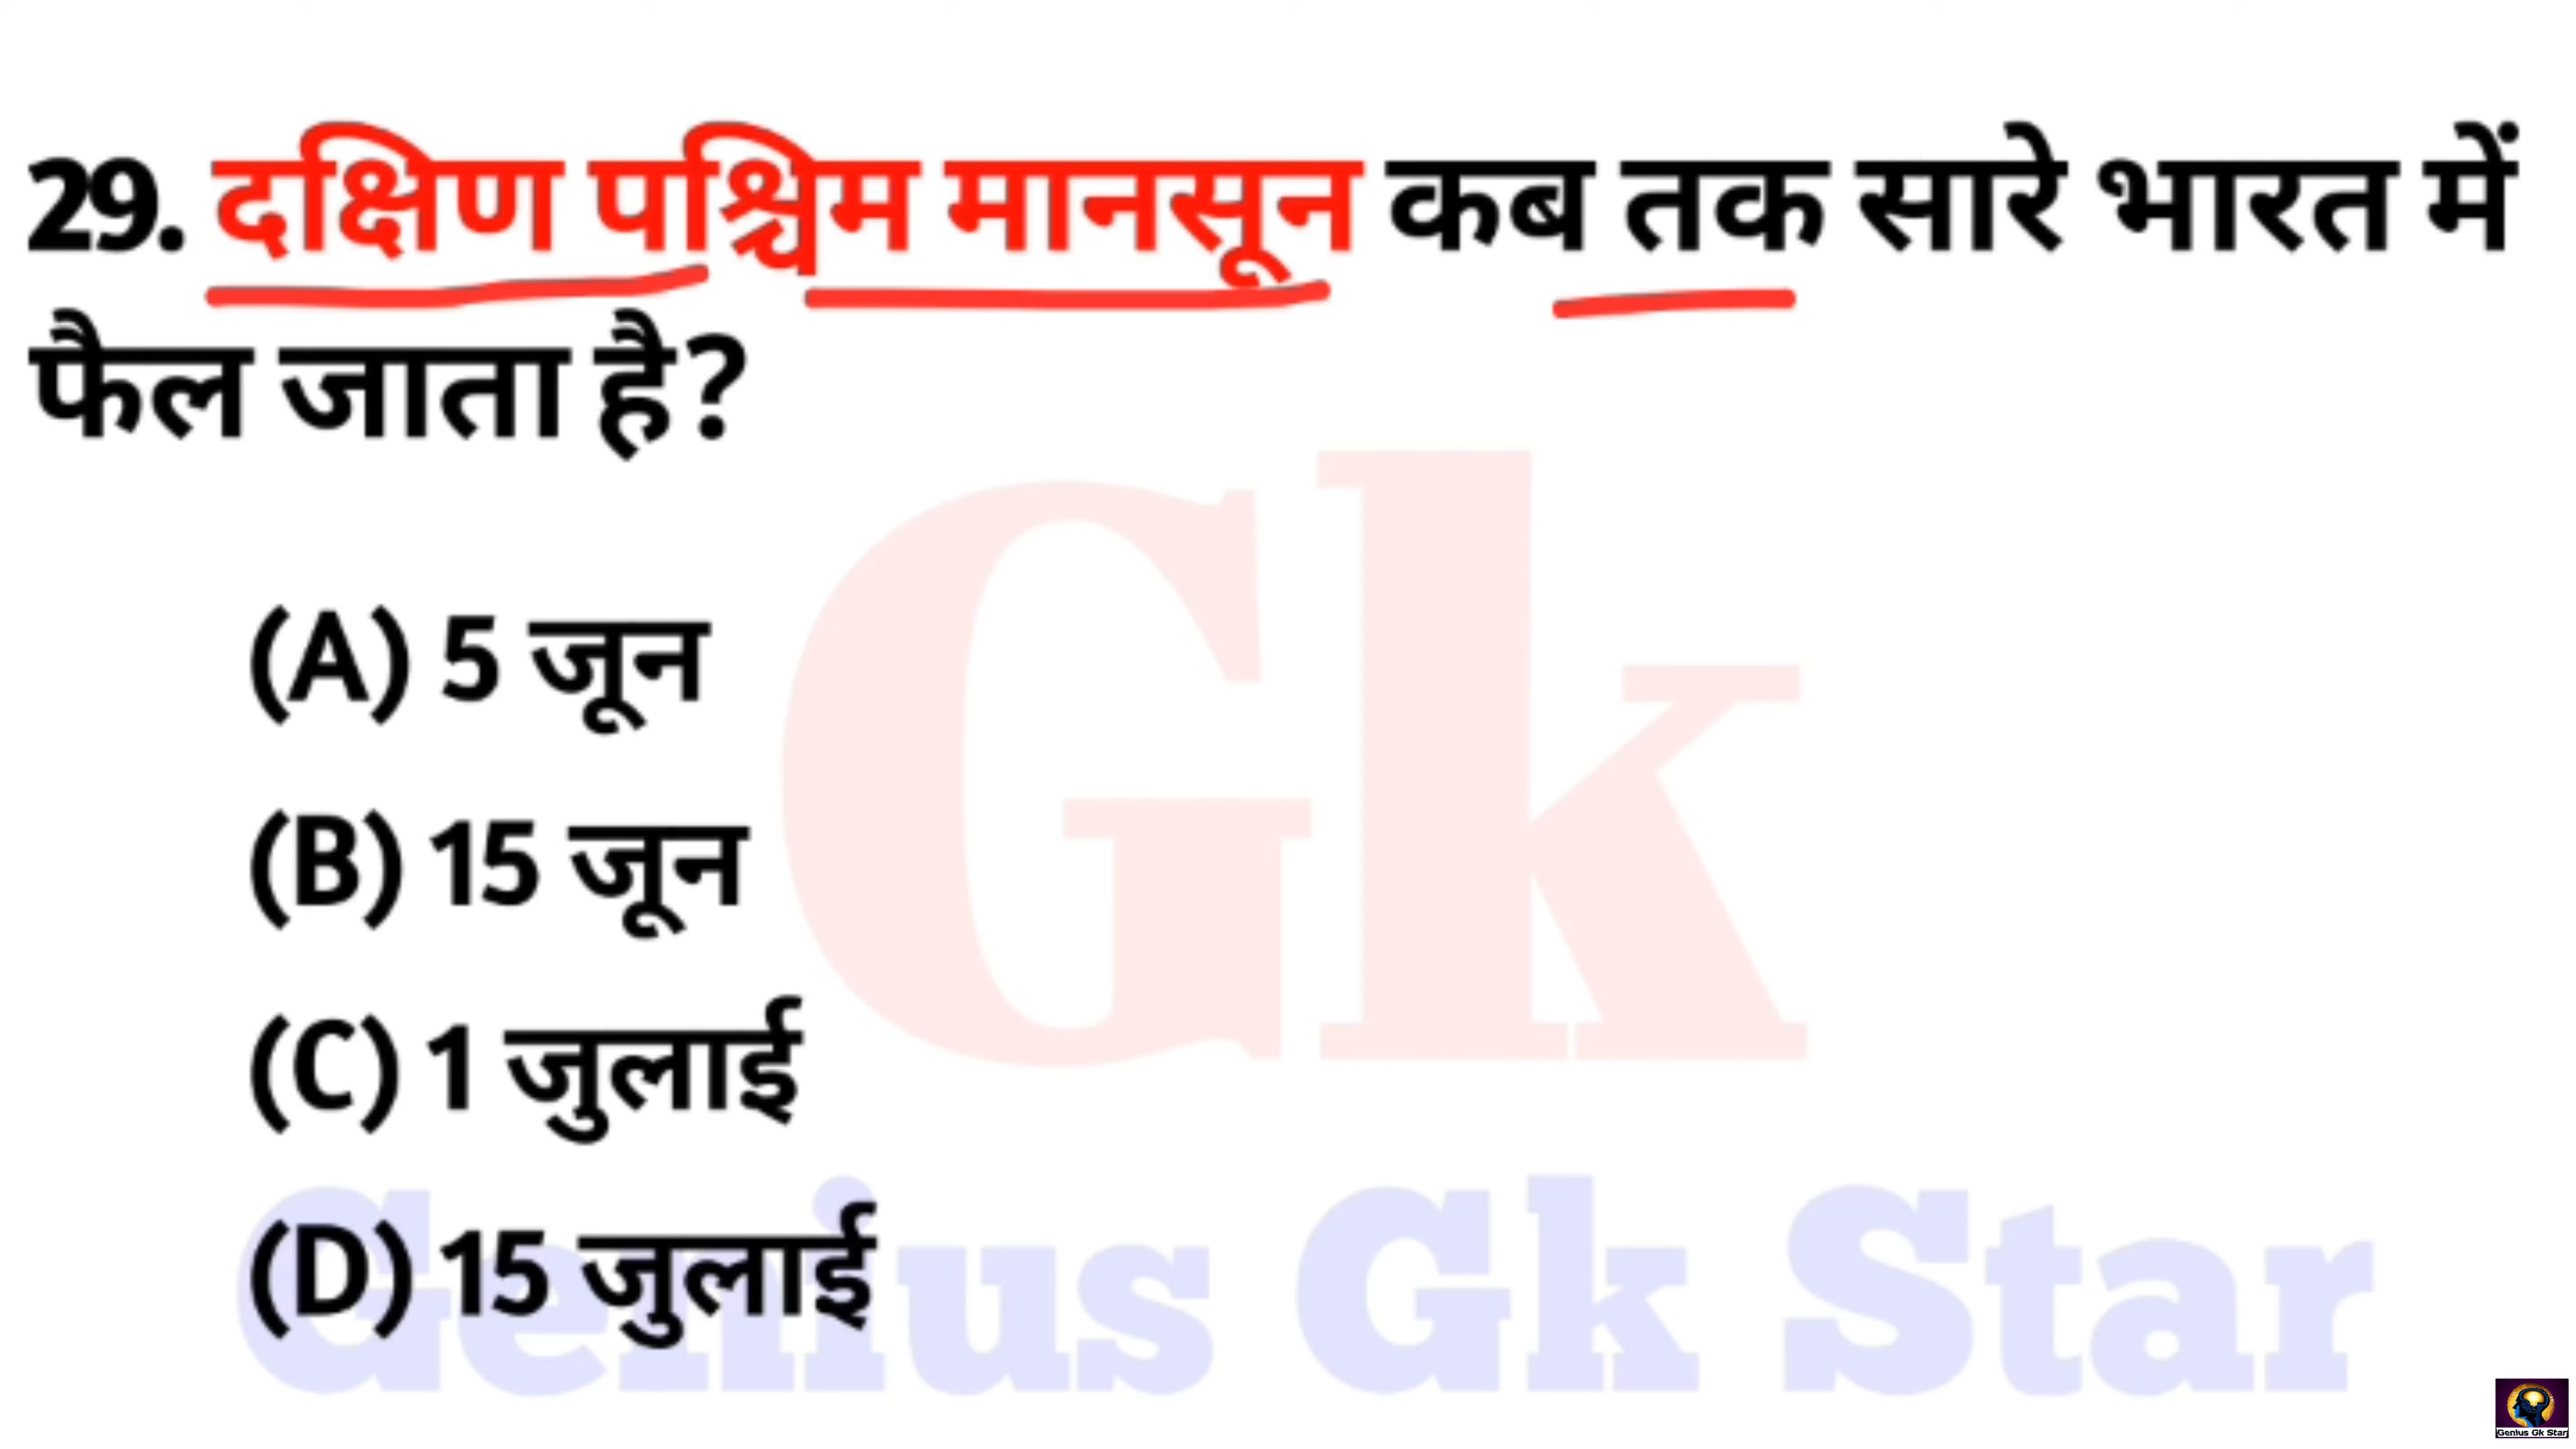 29. दक्षिण पश्चिम मानसून कब तक सारे भारत में
फैल जाता है?
Gk
(A) 5 जून
(B) 15 जून
(C) 1 जुलाई
(D) 15 जुलाई
Genius Gk Star
Genius Gk Star